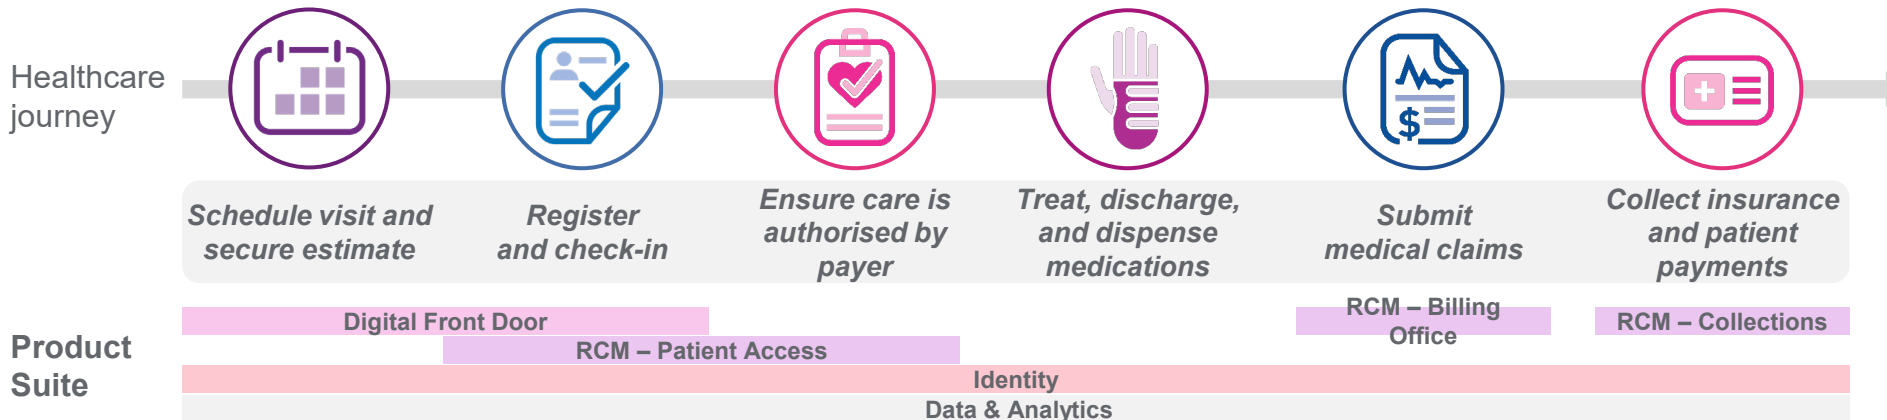 Healthcare
journey
$
Schedule visit and
secure estimate
Register
and check-in
Ensure care is
authorised by
payer
Treat, discharge,
and dispense
medications
Submit
medical claims
Collect insurance
and patient
payments
Product
Suite
Digital Front Door
RCM – Billing
Office
RCM – Collections
RCM – Patient Access
Identity
Data & Analytics